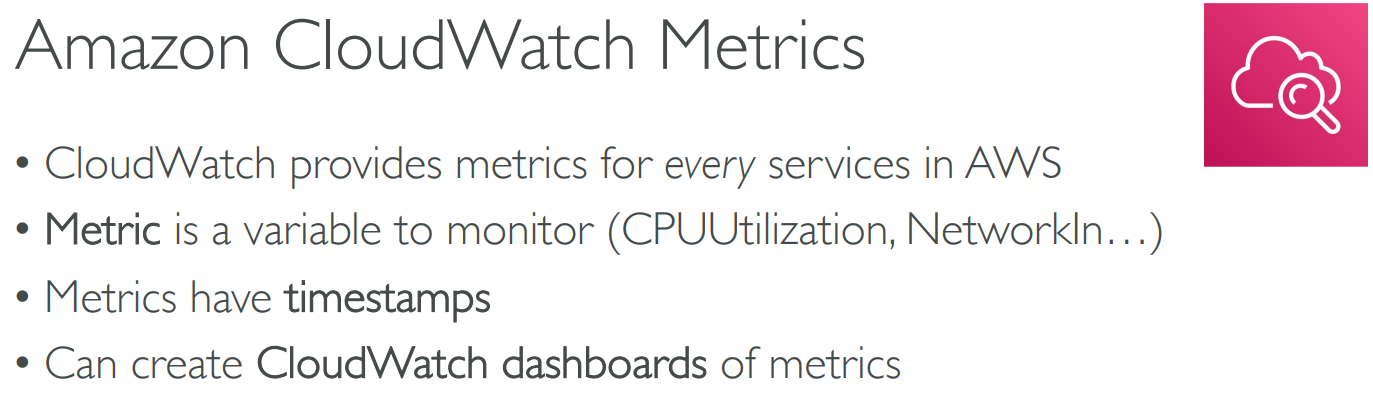 Amazon CloudWatch Metrics
• CloudWatch provides metrics for every services in AWS
• Metric is a variable to monitor (CPUUtilization, NetworkIn…)
• Metrics have timestamps
• Can create CloudWatch dashboards of metrics